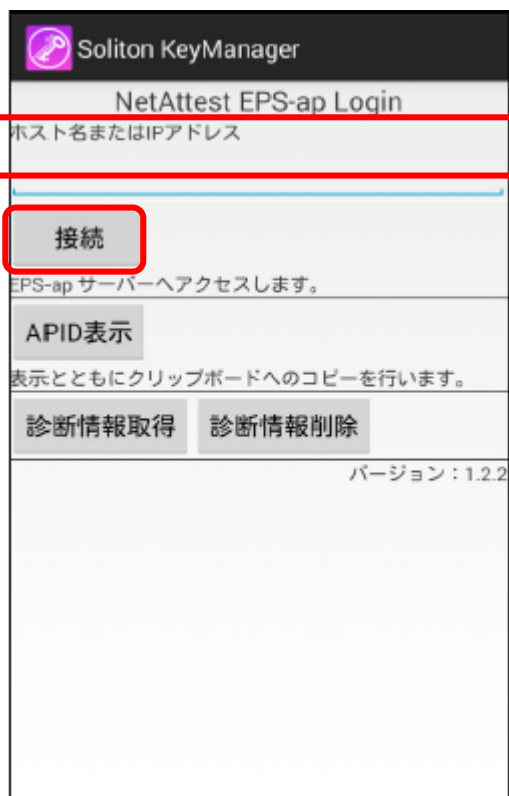 Soliton KeyManager
NetAttest EPS-ap Login
ホスト名またはIPアドレス
接続
EPS-ap サーバーへアクセスします。
APID表示
表示とともにクリップボードへのコピーを行います。
診断情報取得 診断情報削除
バージョン：1.2.2